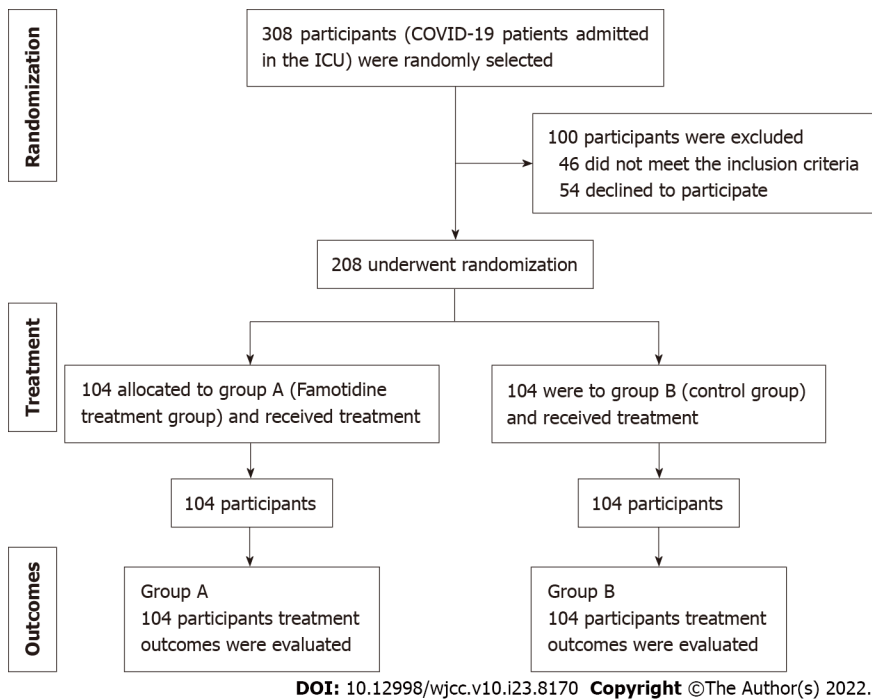 Randomization
308 participants (COVID-19 patients admitted
in the ICU) were randomly selected
100 participants were excluded
46 did not meet the inclusion criteria
54 declined to participate
208 underwent randomization
Treatment
104 allocated to group A (Famotidine
treatment group) and received treatment
104 were to group B (control group)
and received treatment
104 participants
104 participants
Outcomes
Group A
104 participants treatment
outcomes were evaluated
Group B
104 participants treatment
outcomes were evaluated
DOI: 10.12998/wjcc.v10.i23.8170 Copyright ©The Author(s) 2022.